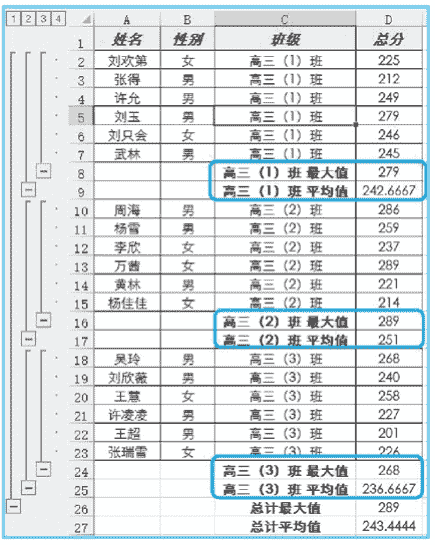 1 2 3 4 A B C D
1 姓名 性别 班级 总分
2 刘欢第 女 高三（1）班 225
3 张得 男 高三（1）班 212
4 许允 男 高三（1）班 249
5 刘玉 男 高三（1）班 279
6 刘只会 女 高三（1）班 246
7 武林 男 高三（1）班 245
8 高三（1）班 最大值 279
9 高三（1）班 平均值 242.6667
10 周海 男 高三（2）班 286
11 杨雪 男 高三（2）班 259
12 李欣 女 高三（2）班 237
13 万茜 女 高三（2）班 289
14 黄林 男 高三（2）班 221
15 杨佳佳 女 高三（2）班 214
16 高三（2）班 最大值 289
17 高三（2）班 平均值 251
18 吴玲 男 高三（3）班 268
19 刘欣薇 男 高三（3）班 240
20 王慧 女 高三（3）班 258
21 许凌凌 男 高三（3）班 227
22 王超 男 高三（3）班 201
23 张瑞雪 女 高三（3）班 226
24 高三（3）班 最大值 268
25 高三（3）班 平均值 236.6667
26 总计最大值 289
27 总计平均值 243.4444